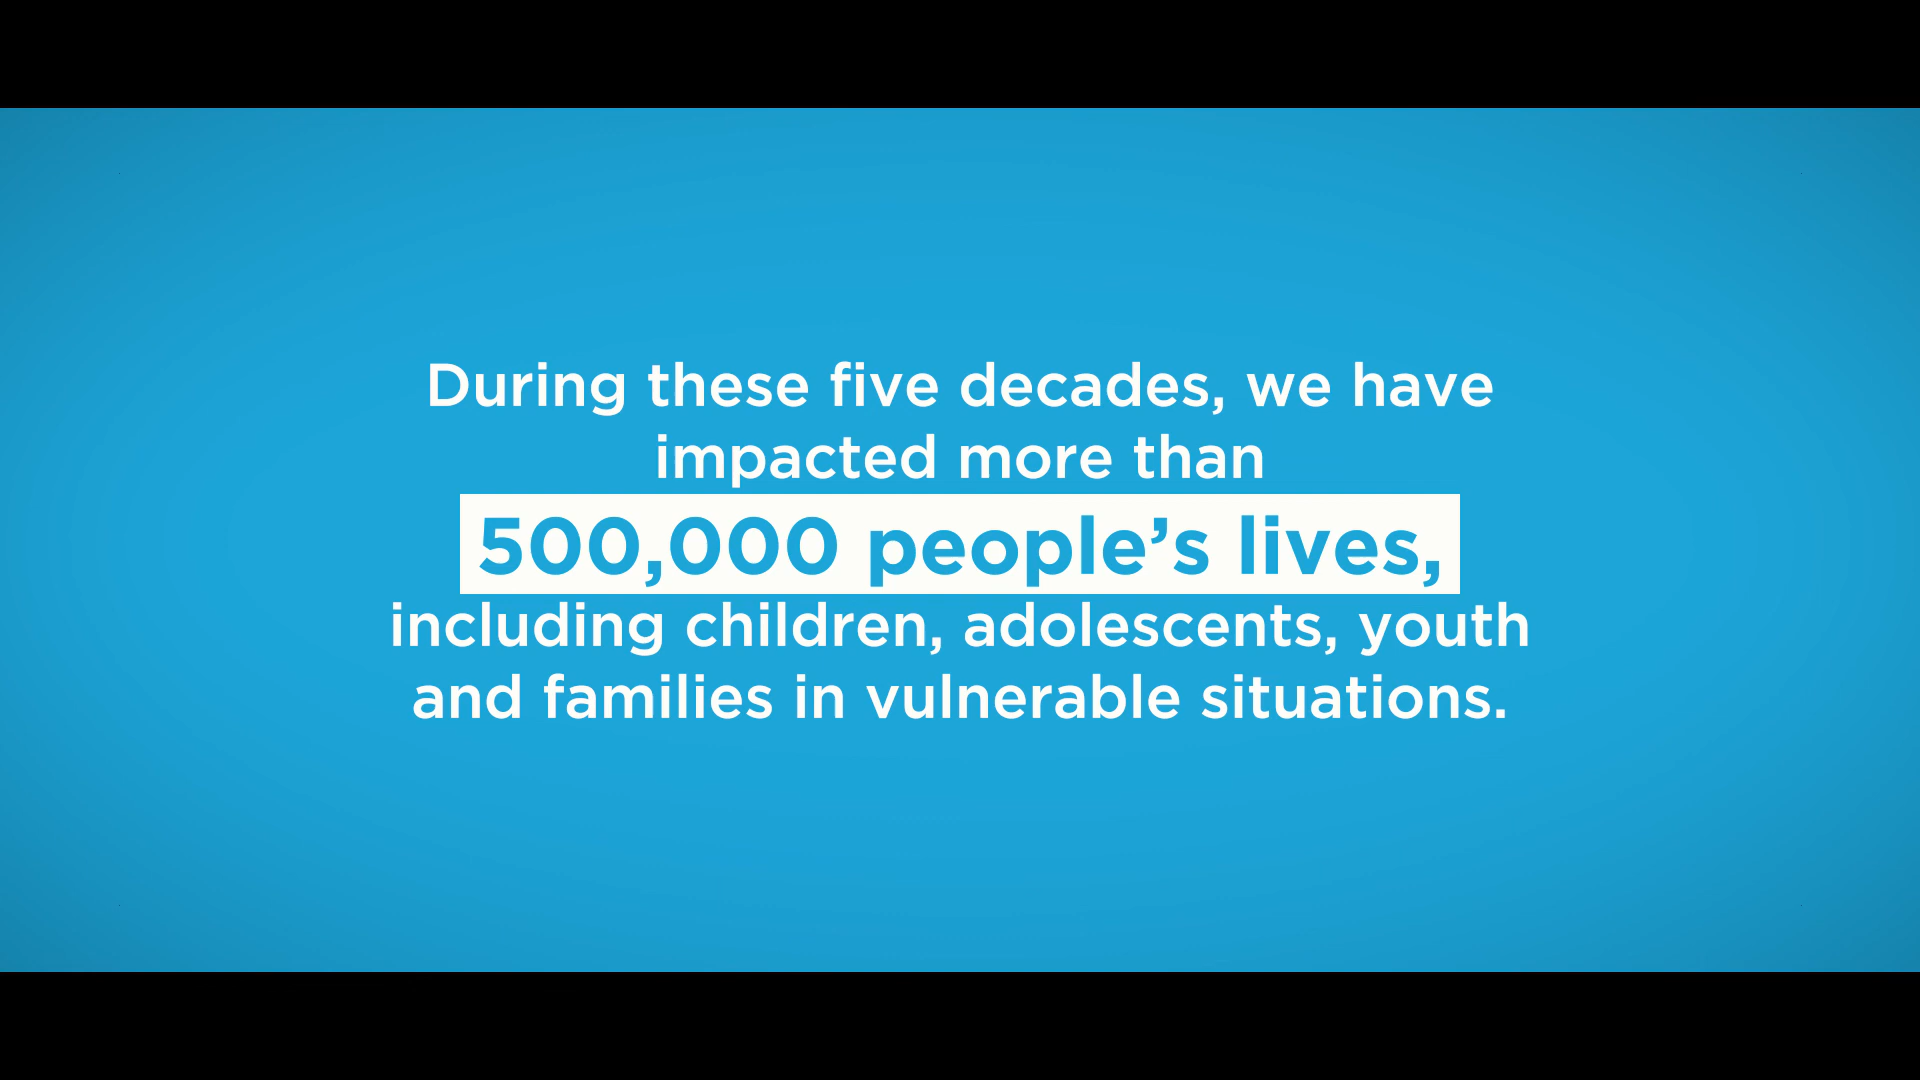 During these five decades, we have
impacted more than
500,000 people’s lives,
including children, adolescents, youth
and families in vulnerable situations.